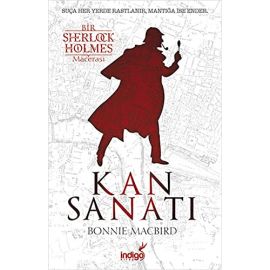 SUÇA HER YERDE RASTLANIR, MANTIĞA İSE ENDER.
BİR
SHERLOCK
HOLMES
Macerası
KAN
SANATI
BONNIE MACBIRD
indigo